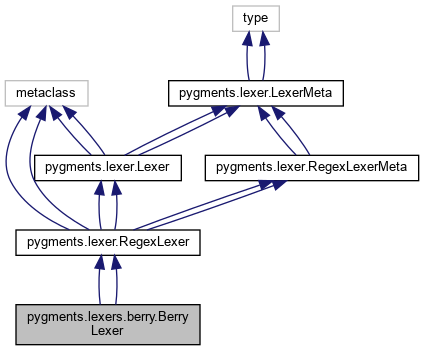 type
metaclass
pygments.lexer.LexerMeta
pygments.lexer.Lexer
pygments.lexer.RegexLexerMeta
pygments.lexer.RegexLexer
pygments.lexers.berry.Berry
Lexer